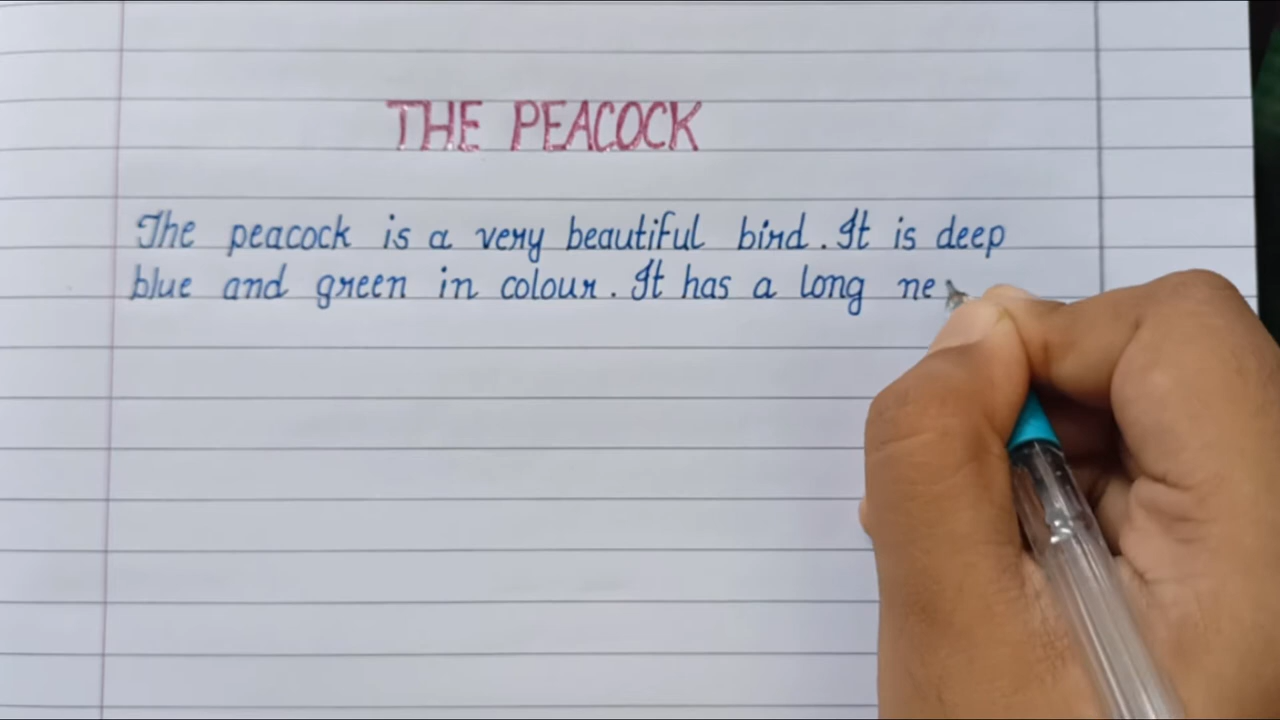 THE PEACOCK
The peacock is a very beautiful bird. It is deep
blue and green in colour. It has a long ne